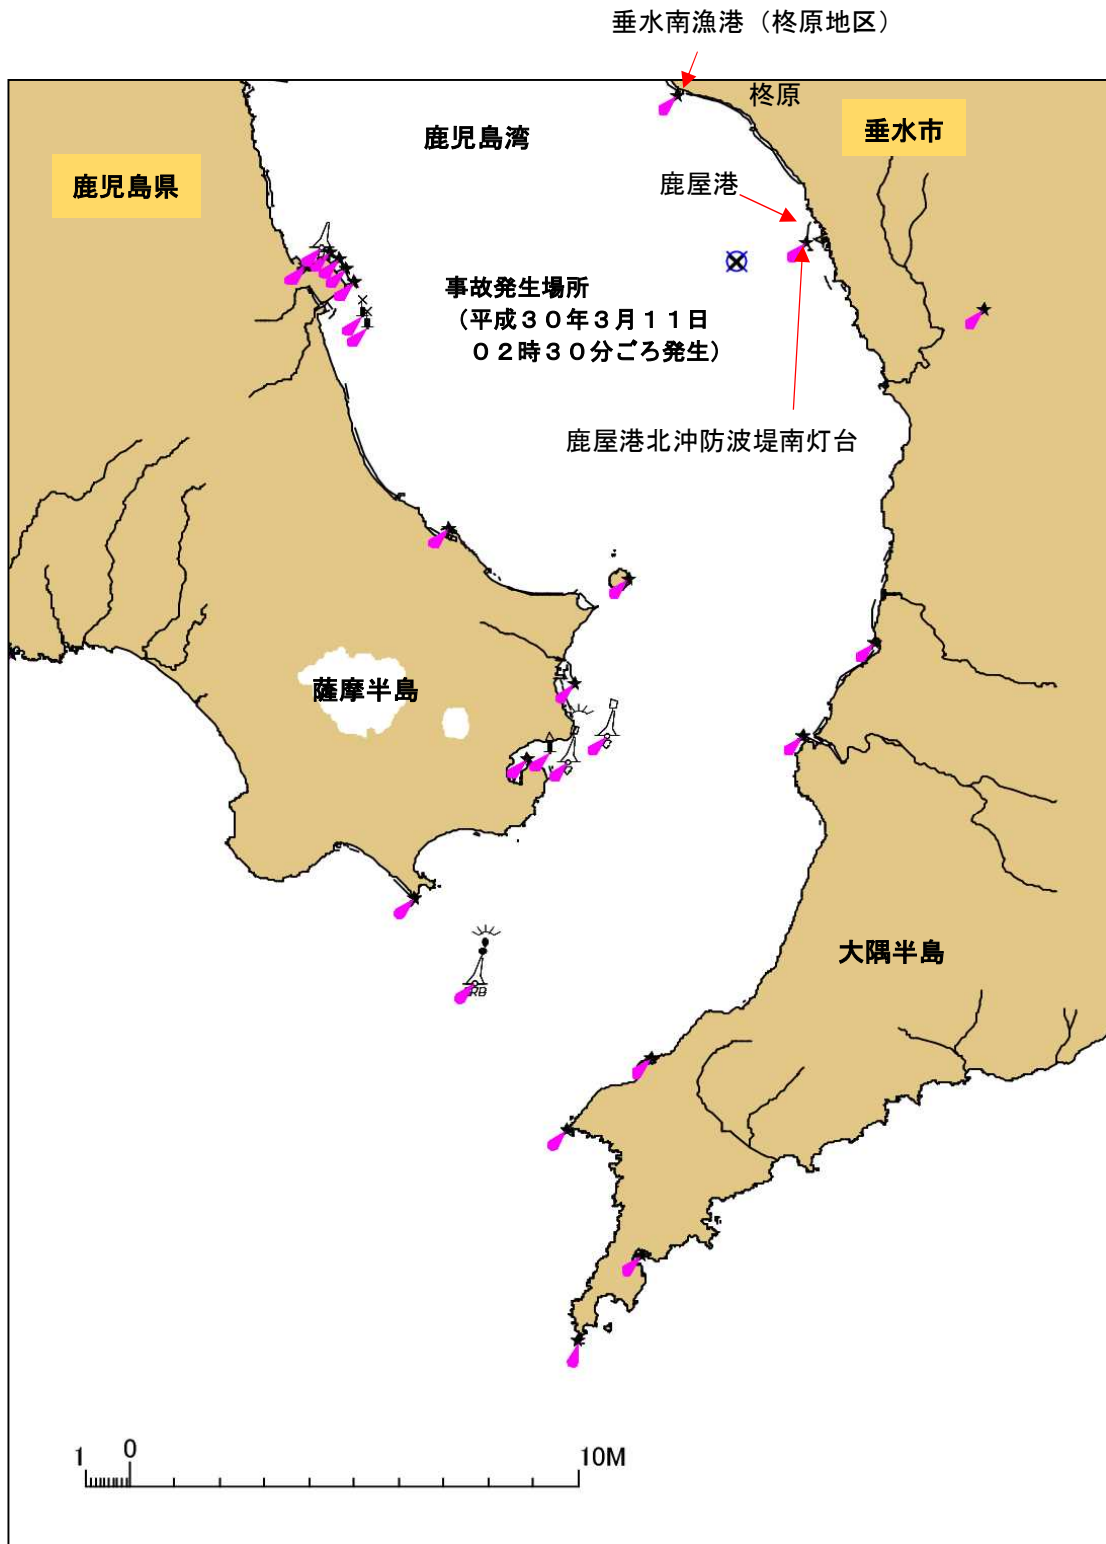 垂水南漁港（柊原地区）
柊原
垂水市
鹿児島湾
鹿児島県
鹿屋港
事故発生場所
（平成３０年３月１１日
０２時３０分ごろ発生）
鹿屋港北沖防波堤南灯台
薩摩半島
大隅半島
1 0 10M